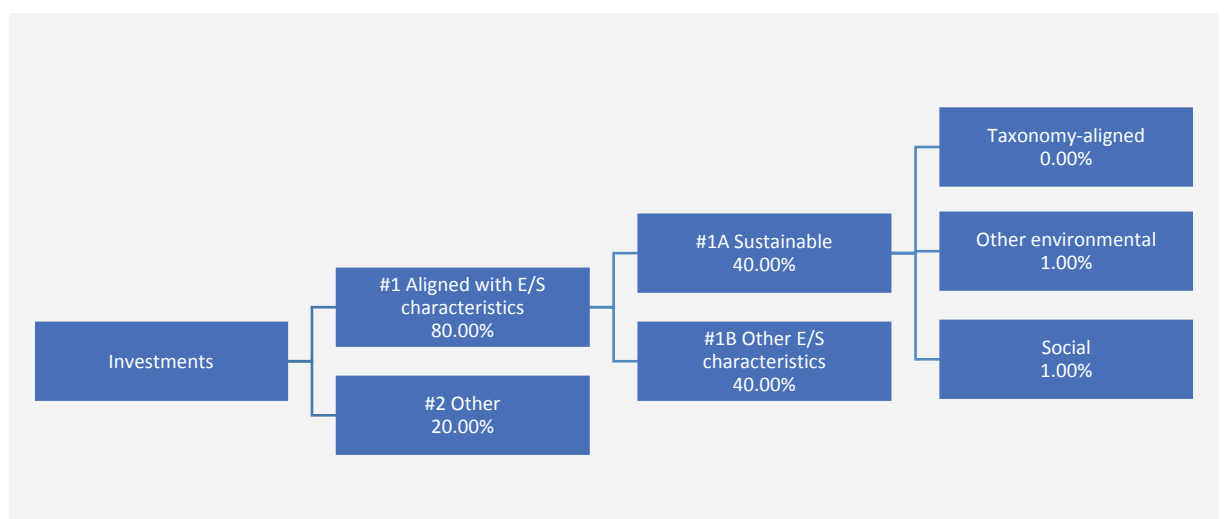 Investments
#1 Aligned with E/S
characteristics
80.00%
#2 Other
20.00%
#1A Sustainable
40.00%
#1B Other E/S
characteristics
40.00%
Taxonomy-aligned
0.00%
Other environmental
1.00%
Social
1.00%